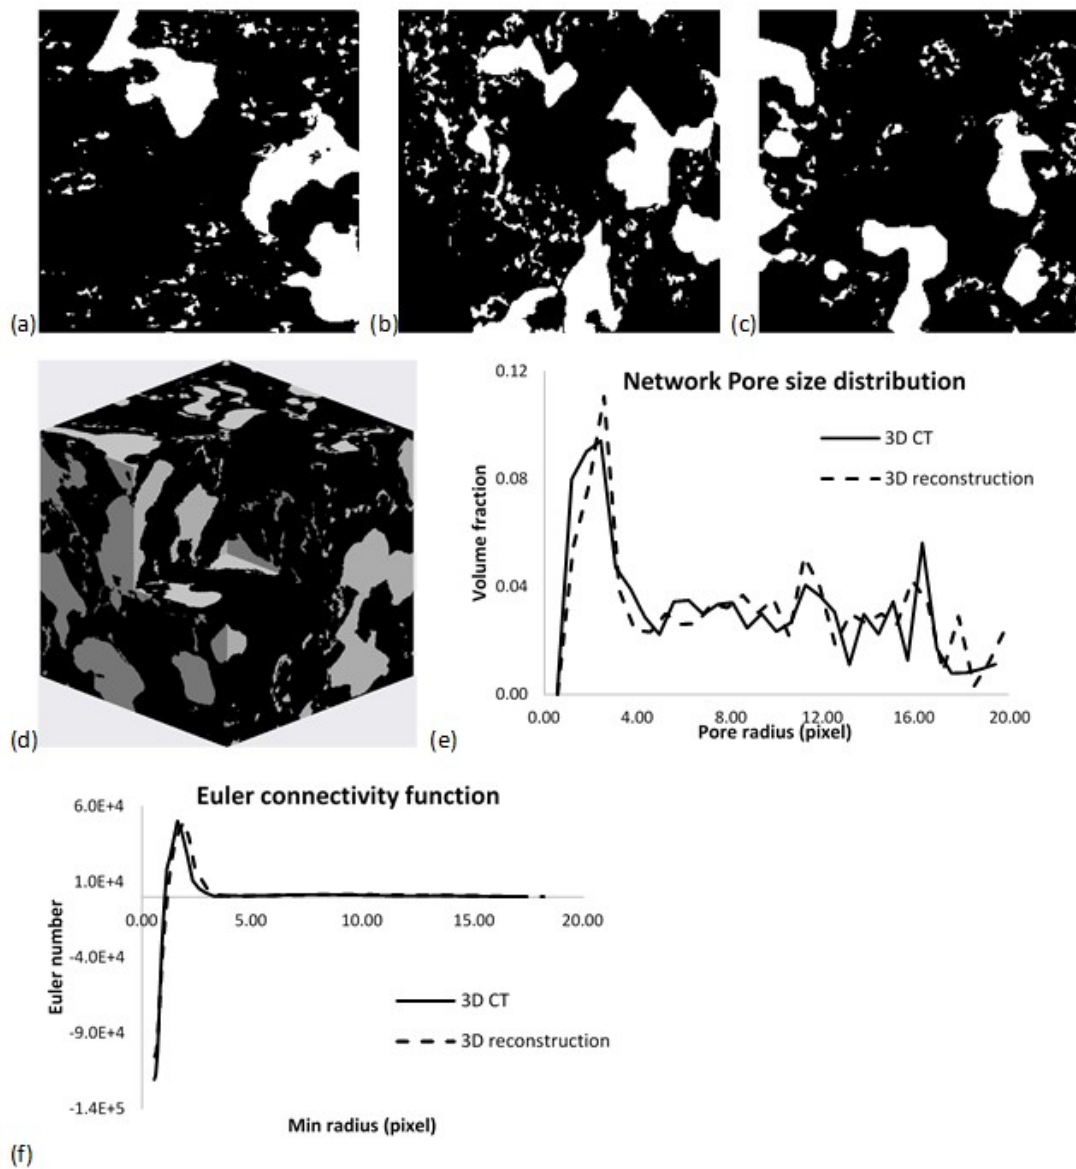 (a) (b) (c)
(d)
(e)
Network Pore size distribution
3D CT
3D reconstruction
Volume fraction
0.12
0.08
0.04
0.00
0.00 4.00 8.00 12.00 16.00 20.00
Pore radius (pixel)
(f)
Euler connectivity function
Euler number
6.0E+4
1.0E+4
-4.0E+4
-9.0E+4
-1.4E+5
0.00 5.00 10.00 15.00 20.00
3D CT
3D reconstruction
Min radius (pixel)